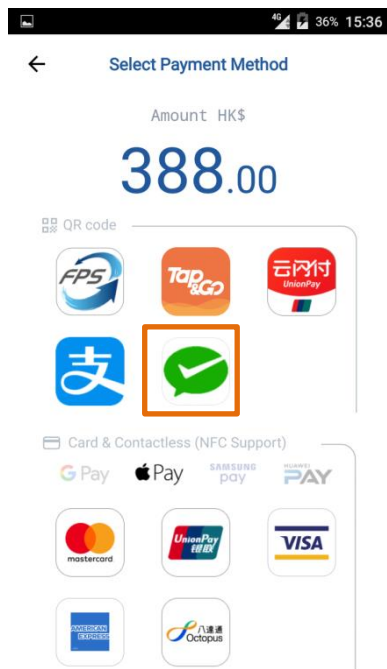 4G 36% 15:36
Select Payment Method
Amount HK$
388.00
QR code
FPS
Tap&Go
云闪付
UnionPay
支
Card & Contactless (NFC Support)
G Pay Pay SAMSUNG pay HUAWEI PAY
mastercard
UnionPay
银联
VISA
AMERICAN
EXPRESS
八達通
Octopus